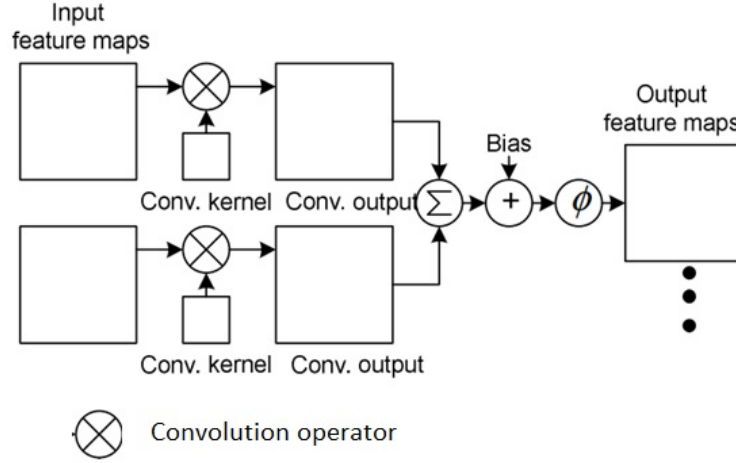 Input
feature maps
Output
feature maps
Bias
Conv. kernel
Conv. output
Σ
+
ϕ
Conv. kernel
Conv. output
Convolution operator